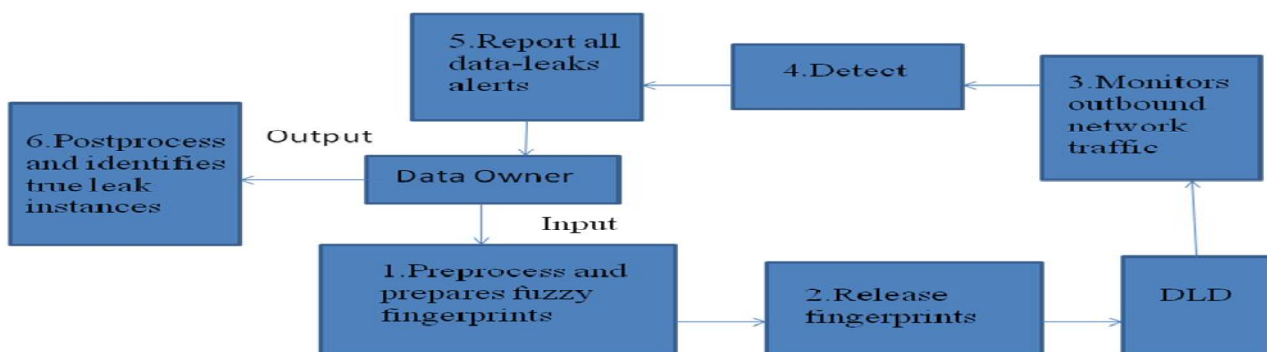 5.Report all
data-leaks
alerts
4.Detect
3.Monitors
outbound
network
traffic
6.Postprocess
and identifies
true leak
instances
Output
Data Owner
Input
1.Preprocess and
prepares fuzzy
fingerprints
2.Release
fingerprints
DLD